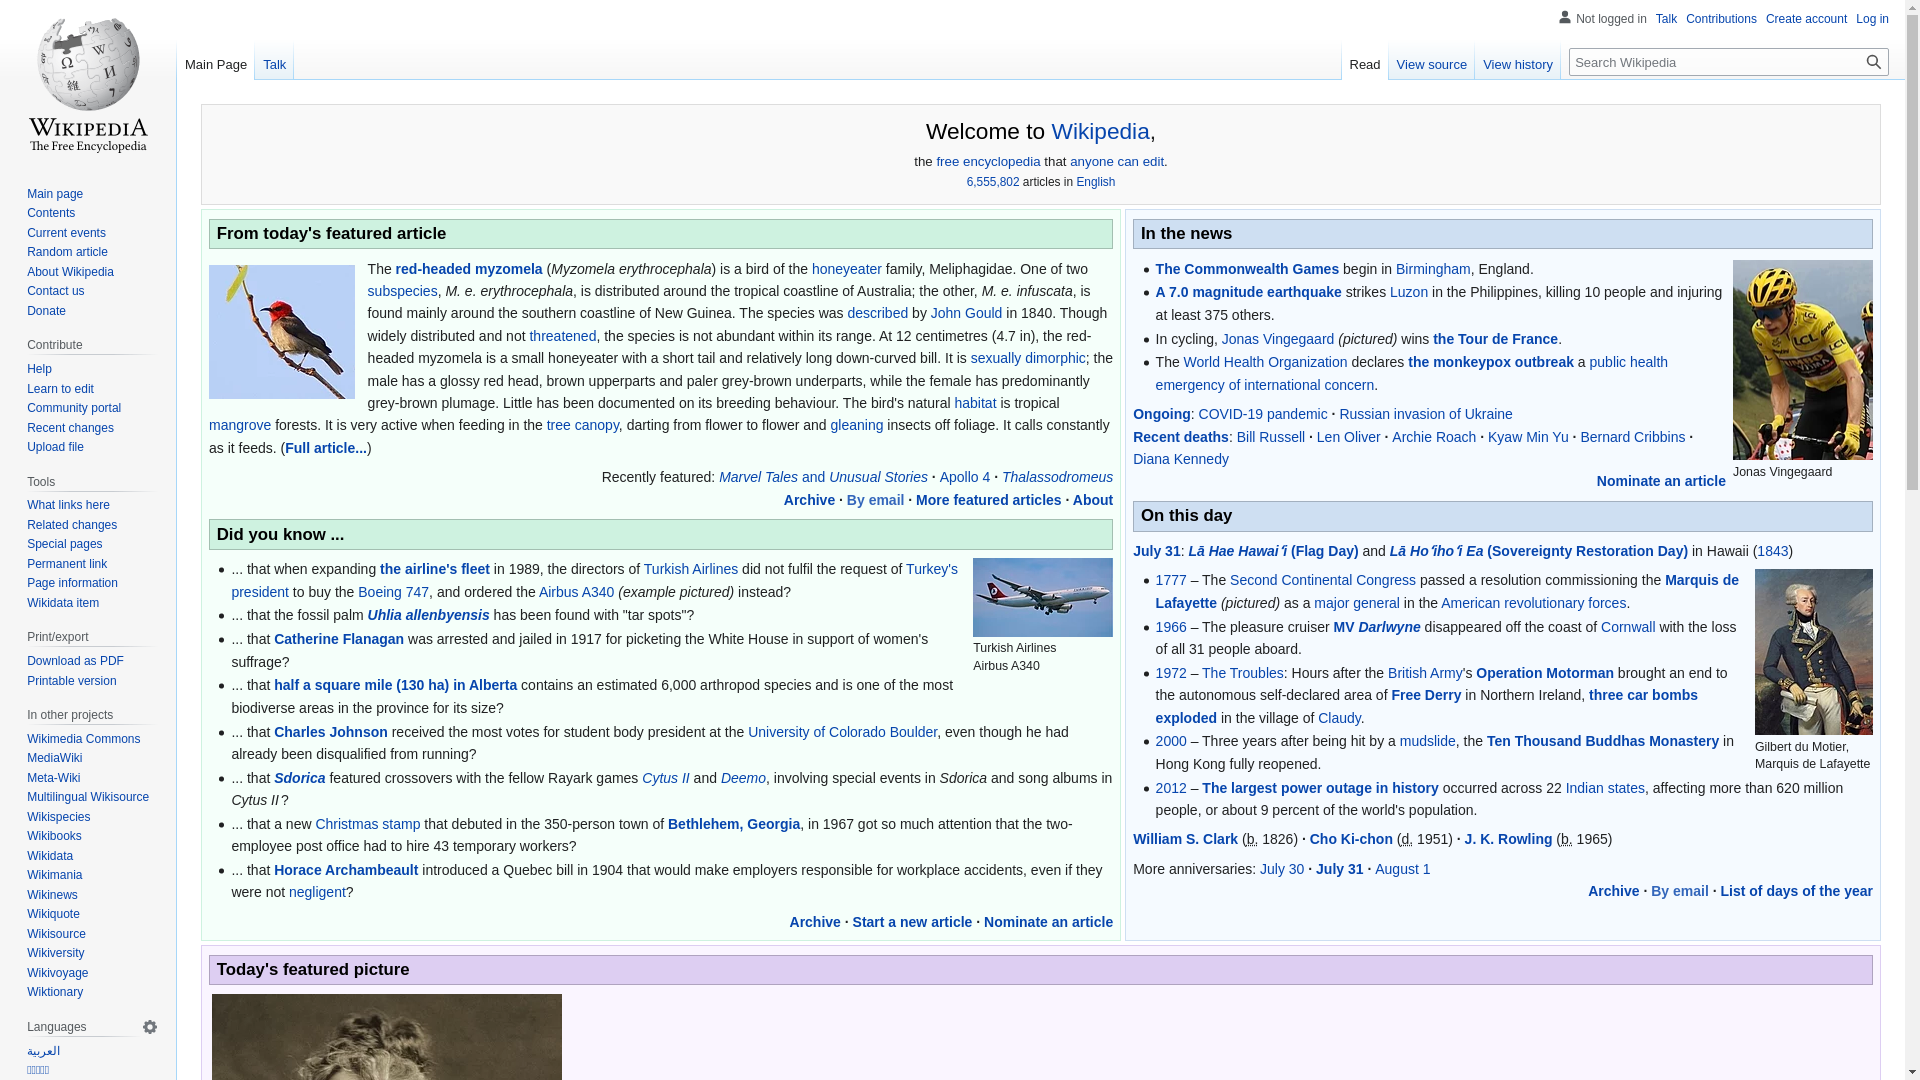 Not logged in Talk Contributions Create account Log in
Main Page Talk
Read View source View history Search Wikipedia
WIKIPEDIA
The Free Encyclopedia
Main page
Contents
Current events
Random article
About Wikipedia
Contact us
Donate
Contribute
Help
Learn to edit
Community portal
Recent changes
Upload file
Tools
What links here
Related changes
Special pages
Permanent link
Page information
Wikidata item
Print/export
Download as PDF
Printable version
In other projects
Wikimedia Commons
MediaWiki
Meta-Wiki
Multilingual Wikisource
Wikispecies
Wikibooks
Wikidata
Wikimania
Wikinews
Wikiquote
Wikisource
Wikiversity
Wikivoyage
Wiktionary
Languages
العربية
Welcome to Wikipedia,
the free encyclopedia that anyone can edit.
6,555,802 articles in English
From today's featured article
The red-headed myzomela (Myzomela erythrocephala) is a bird of the honeyeater family, Meliphagidae. One of two
subspecies, M. e. erythrocephala, is distributed around the tropical coastline of Australia; the other, M. e. infuscata, is
found mainly around the southern coastline of New Guinea. The species was described by John Gould in 1840. Though
widely distributed and not threatened, the species is not abundant within its range. At 12 centimetres (4.7 in), the red-
headed myzomela is a small honeyeater with a short tail and relatively long down-curved bill. It is sexually dimorphic; the
male has a glossy red head, brown upperparts and paler grey-brown underparts, while the female has predominantly
grey-brown plumage. Little has been documented on its breeding behaviour. The bird's natural habitat is tropical
mangrove forests. It is very active when feeding in the tree canopy, darting from flower to flower and gleaning insects off foliage. It calls constantly
as it feeds. (Full article...)
Recently featured: Marvel Tales and Unusual Stories · Apollo 4 · Thalassodromeus
Archive · By email · More featured articles · About
Did you know ...
... that when expanding the airline's fleet in 1989, the directors of Turkish Airlines did not fulfil the request of Turkey's
president to buy the Boeing 747, and ordered the Airbus A340 (example pictured) instead?
... that the fossil palm Uhlia allenbyensis has been found with "tar spots"?
... that Catherine Flanagan was arrested and jailed in 1917 for picketing the White House in support of women's
suffrage?
... that half a square mile (130 ha) in Alberta contains an estimated 6,000 arthropod species and is one of the most
biodiverse areas in the province for its size?
... that Charles Johnson received the most votes for student body president at the University of Colorado Boulder, even though he had
already been disqualified from running?
... that Sdorica featured crossovers with the fellow Rayark games Cytus II and Deemo, involving special events in Sdorica and song albums in
Cytus II?
... that a new Christmas stamp that debuted in the 350-person town of Bethlehem, Georgia, in 1967 got so much attention that the two-
employee post office had to hire 43 temporary workers?
... that Horace Archambeault introduced a Quebec bill in 1904 that would make employers responsible for workplace accidents, even if they
were not negligent?
Turkish Airlines
Airbus A340
Archive · Start a new article · Nominate an article
In the news
The Commonwealth Games begin in Birmingham, England.
A 7.0 magnitude earthquake strikes Luzon in the Philippines, killing 10 people and injuring
at least 375 others.
In cycling, Jonas Vingegaard (pictured) wins the Tour de France.
The World Health Organization declares the monkeypox outbreak a public health
emergency of international concern.
Ongoing: COVID-19 pandemic · Russian invasion of Ukraine
Recent deaths: Bill Russell · Len Oliver · Archie Roach · Kyaw Min Yu · Bernard Cribbins ·
Diana Kennedy
Jonas Vingegaard
Nominate an article
On this day
July 31: Lā Hae Hawaiʻi (Flag Day) and Lā Hoʻihoʻi Ea (Sovereignty Restoration Day) in Hawaii (1843)
1777 – The Second Continental Congress passed a resolution commissioning the Marquis de
Lafayette (pictured) as a major general in the American revolutionary forces.
1966 – The pleasure cruiser MV Darlwyne disappeared off the coast of Cornwall with the loss
of all 31 people aboard.
1972 – The Troubles: Hours after the British Army's Operation Motorman brought an end to
the autonomous self-declared area of Free Derry in Northern Ireland, three car bombs
exploded in the village of Claudy.
2000 – Three years after being hit by a mudslide, the Ten Thousand Buddhas Monastery in
Hong Kong fully reopened.
2012 – The largest power outage in history occurred across 22 Indian states, affecting more than 620 million
people, or about 9 percent of the world's population.
Gilbert du Motier,
Marquis de Lafayette
William S. Clark (b. 1826) · Cho Ki-chon (d. 1951) · J. K. Rowling (b. 1965)
More anniversaries: July 30 · July 31 · August 1
Archive · By email · List of days of the year
Today's featured picture